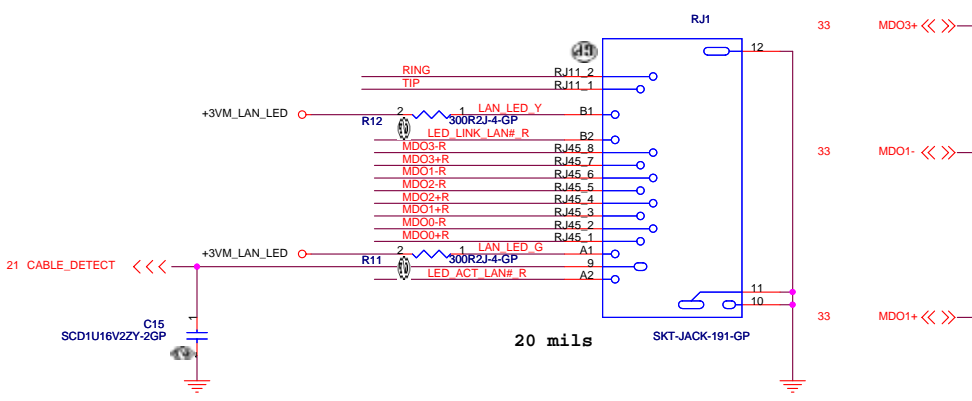 RJ1
33 MDO3+
12
RING RJ11_2
TIP RJ11_1
+3VM_LAN_LED 2 1 LAN_LED_Y B1
R12 300R2J-4-GP
LED_LINK_LAN#_R B2
MDO3-R RJ45_8
MDO3+R RJ45_7
33 MDO1-
MDO1-R RJ45_6
MDO2-R RJ45_5
MDO2+R RJ45_4
MDO1+R RJ45_3
MDO0-R RJ45_2
MDO0+R RJ45_1
+3VM_LAN_LED 2 1 LAN_LED_G A1
R11 300R2J-4-GP
21 CABLE_DETECT 9
LED_ACT_LAN#_R A2
11
10
33 MDO1+
1
C15
SCD1U16V2ZY-2GP
20 mils
SKT-JACK-191-GP
2